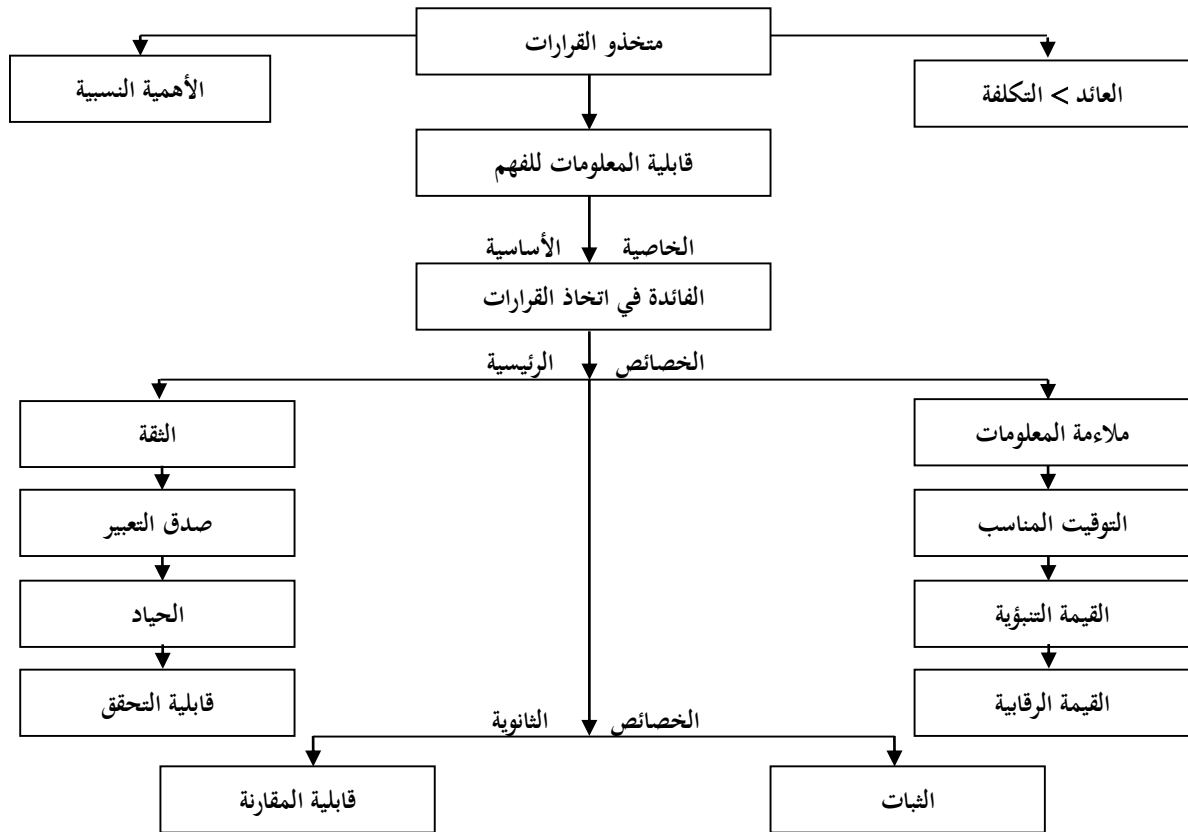 متخذو القرارات
العائد > التكلفة
الأهمية النسبية
قابلية المعلومات للفهم
الخاصية الأساسية
الفائدة في اتخاذ القرارات
الخصائص الرئيسية
ملاءمة المعلومات
الثقة
التوقيت المناسب
صدق التعبير
القيمة التنبؤية
الحياد
القيمة الرقابية
قابلية التحقق
الخصائص الثانوية
الثبات
قابلية المقارنة